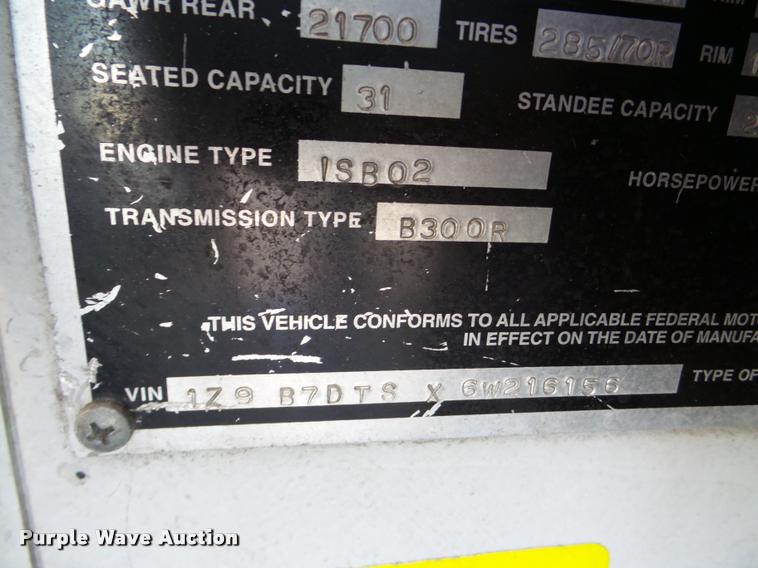 GAWR REAR 21700 TIRES 285/70R RIM
SEATED CAPACITY 31 STANDEE CAPACITY
ENGINE TYPE ISB02 HORSEPOWER
TRANSMISSION TYPE B300R
THIS VEHICLE CONFORMS TO ALL APPLICABLE FEDERAL MOT
IN EFFECT ON THE DATE OF MANUFA
VIN 1Z9 B7DTS X 6W216156 TYPE OF
Purple Wave Auction